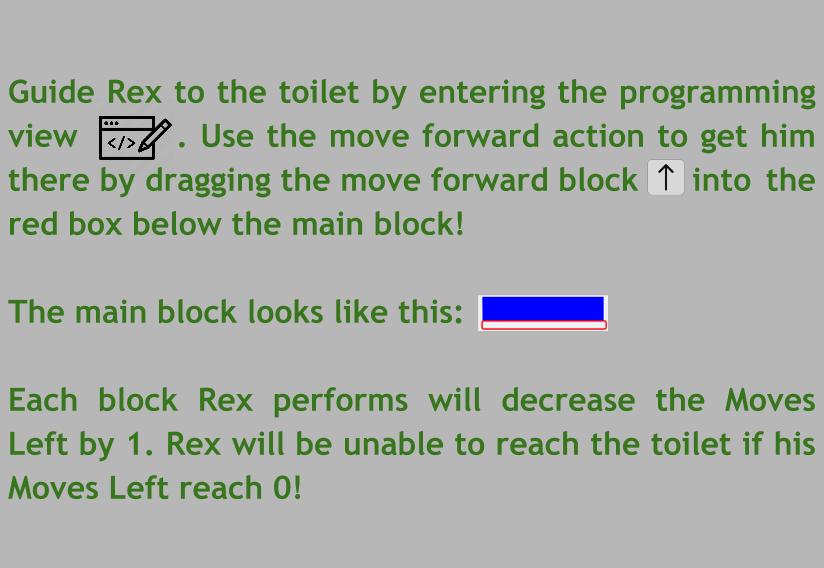 Guide Rex to the toilet by entering the programming
view </> . Use the move forward action to get him
there by dragging the move forward block ↑ into the
red box below the main block!
The main block looks like this:
Each block Rex performs will decrease the Moves
Left by 1. Rex will be unable to reach the toilet if his
Moves Left reach 0!